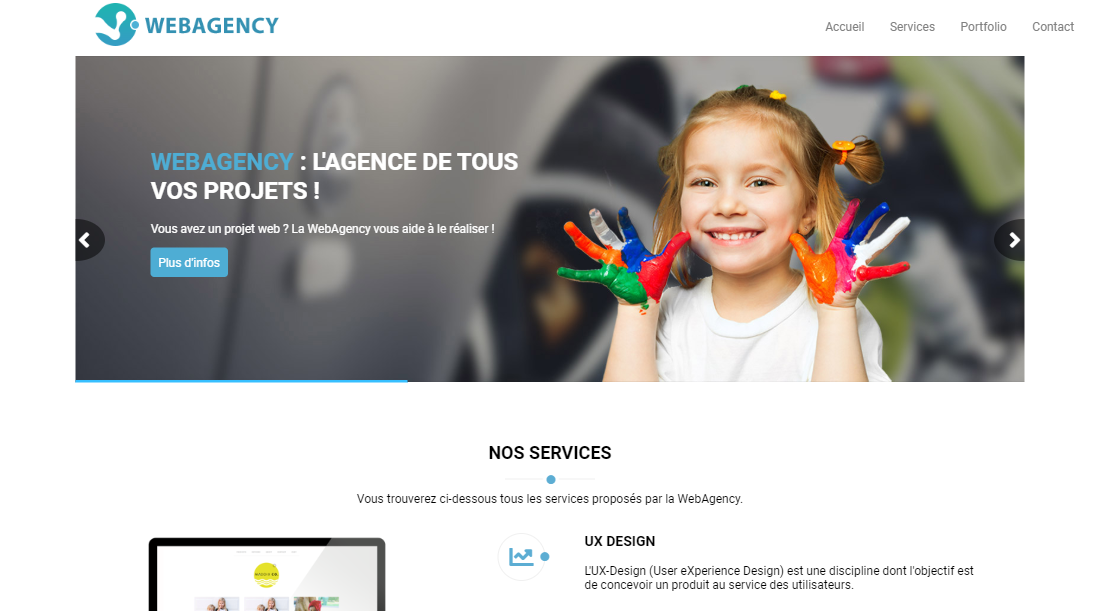 WEBAGENCY
Accueil Services Portfolio Contact
WEBAGENCY : L'AGENCE DE TOUS
VOS PROJETS !
Vous avez un projet web ? La WebAgency vous aide à le réaliser !
Plus d'infos
NOS SERVICES
Vous trouverez ci-dessous tous les services proposés par la WebAgency.
UX DESIGN
L'UX-Design (User eXperience Design) est une discipline dont l'objectif est
de concevoir un produit au service des utilisateurs.